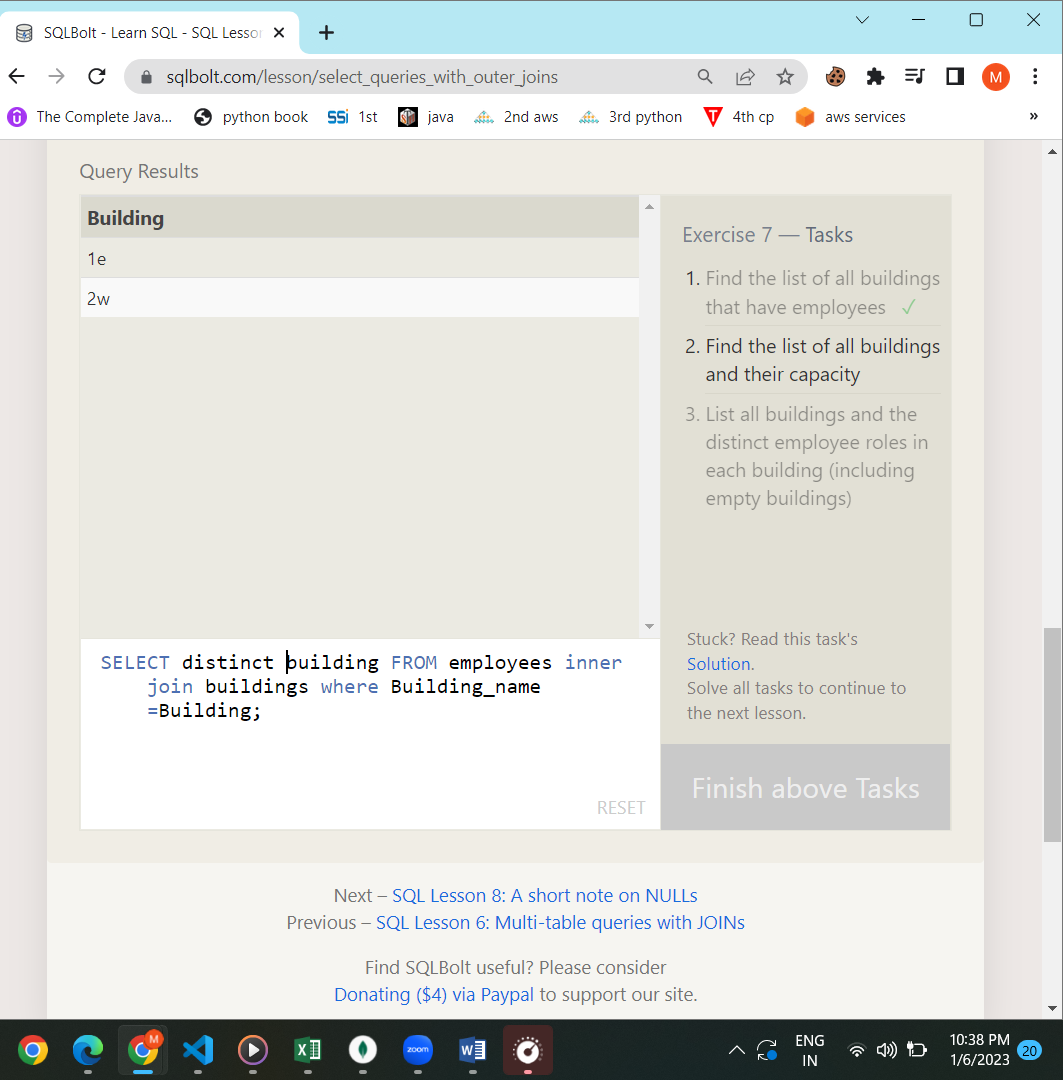 SQLBolt - Learn SQL - SQL Lesson
sqlbolt.com/lesson/select_queries_with_outer_joins
M
The Complete Java...
python book
SSi 1st
java
2nd aws
3rd python
4th cp
aws services
»
Query Results
Building
1e
2w
Exercise 7 — Tasks
1. Find the list of all buildings
that have employees ✓
2. Find the list of all buildings
and their capacity
3. List all buildings and the
distinct employee roles in
each building (including
empty buildings)
Stuck? Read this task's
Solution.
Solve all tasks to continue to
the next lesson.
Finish above Tasks
SELECT distinct building FROM employees inner
join buildings where Building_name
=Building;
RESET
Next – SQL Lesson 8: A short note on NULLs
Previous – SQL Lesson 6: Multi-table queries with JOINs
Find SQLBolt useful? Please consider
Donating ($4) via Paypal to support our site.
M
zoom
ENG
IN
10:38 PM
1/6/2023
20